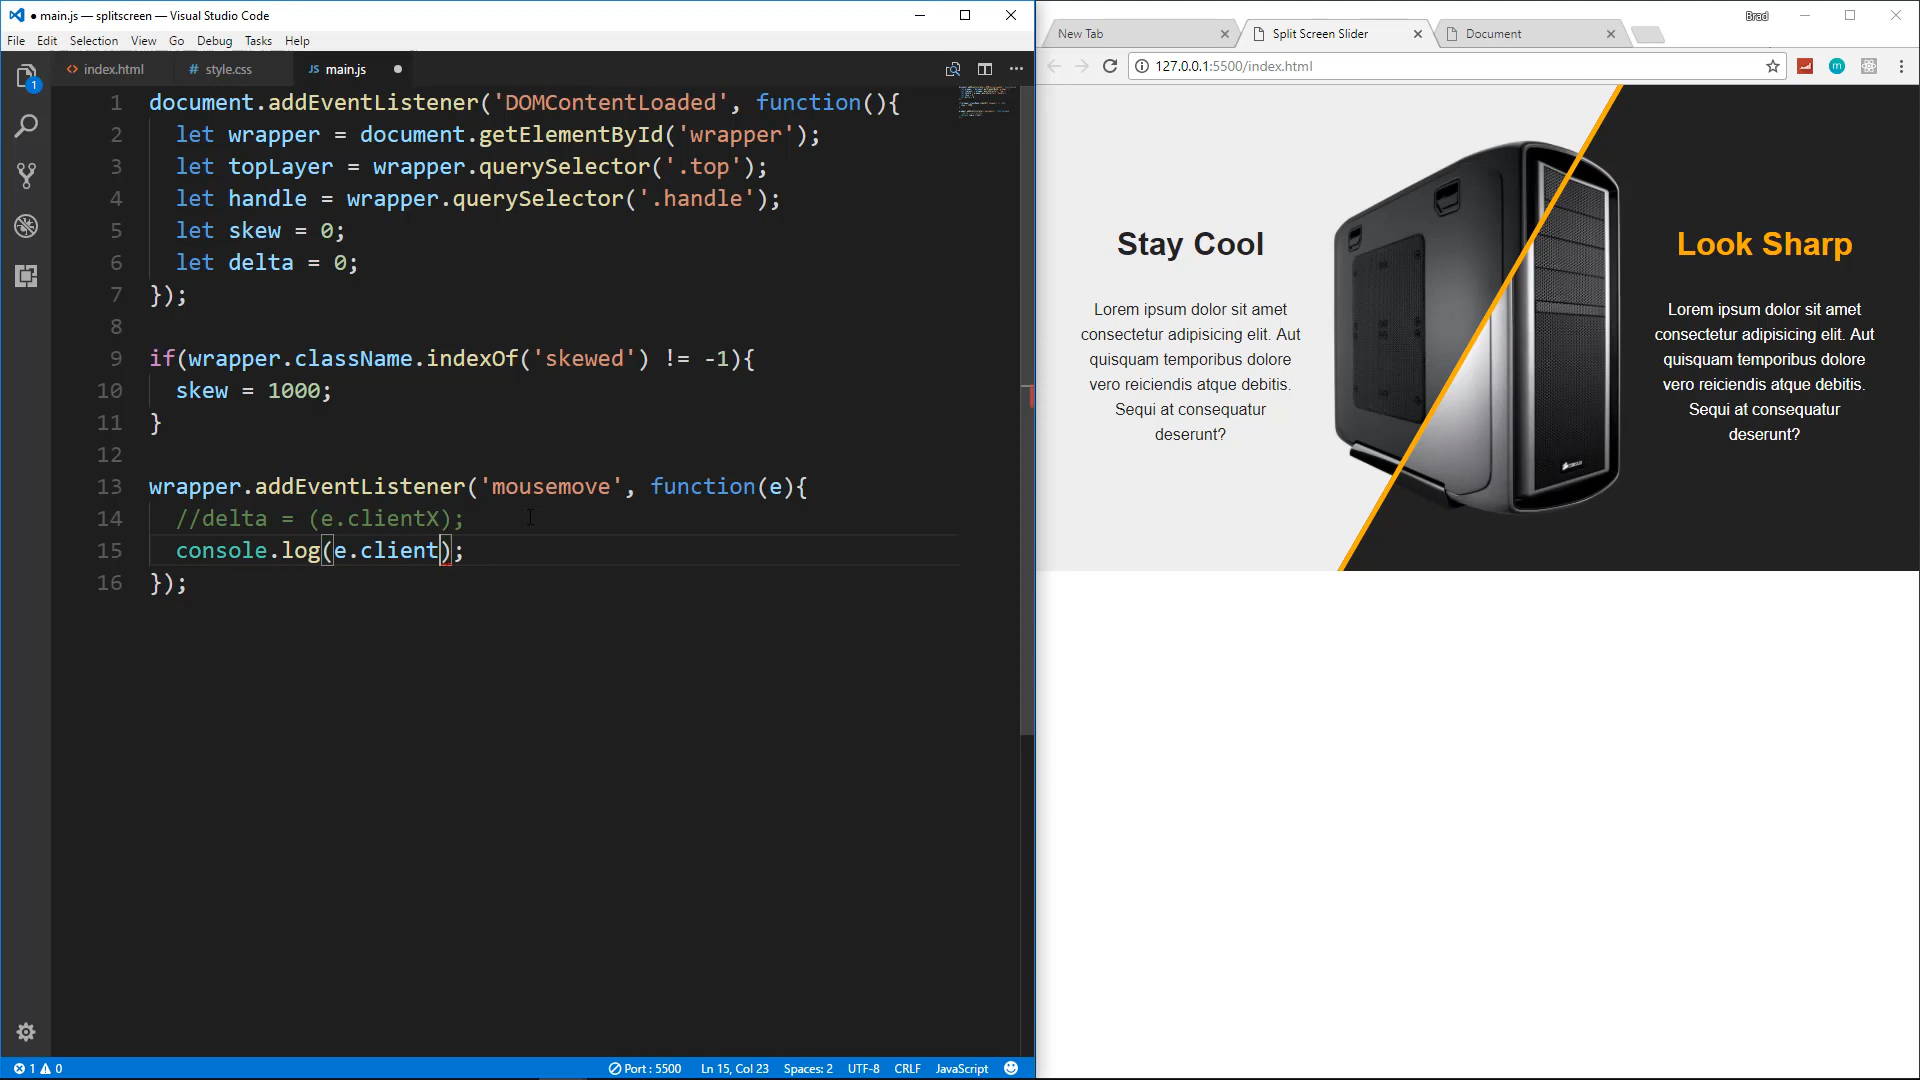 main.js — splitscreen — Visual Studio Code
File Edit Selection View Go Debug Tasks Help
index.html
style.css
JS main.js
1 document.addEventListener('DOMContentLoaded', function(){
2 let wrapper = document.getElementById('wrapper');
3 let topLayer = wrapper.querySelector('.top');
4 let handle = wrapper.querySelector('.handle');
5 let skew = 0;
6 let delta = 0;
7 });
8
9 if(wrapper.className.indexOf('skewed') != -1){
10 skew = 1000;
11 }
12
13 wrapper.addEventListener('mousemove', function(e){
14 //delta = (e.clientX);
15 console.log(e.client);
16 });
1
1 0
Port : 5500
Ln 15, Col 23
Spaces: 2
UTF-8
CRLF
JavaScript
Brad
New Tab
Split Screen Slider
Document
127.0.0.1:5500/index.html
Stay Cool
Lorem ipsum dolor sit amet
consectetur adipisicing elit. Aut
quisquam temporibus dolore
vero reiciendis atque debitis.
Sequi at consequatur
deserunt?
Look Sharp
Lorem ipsum dolor sit amet
consectetur adipisicing elit. Aut
quisquam temporibus dolore
vero reiciendis atque debitis.
Sequi at consequatur
deserunt?